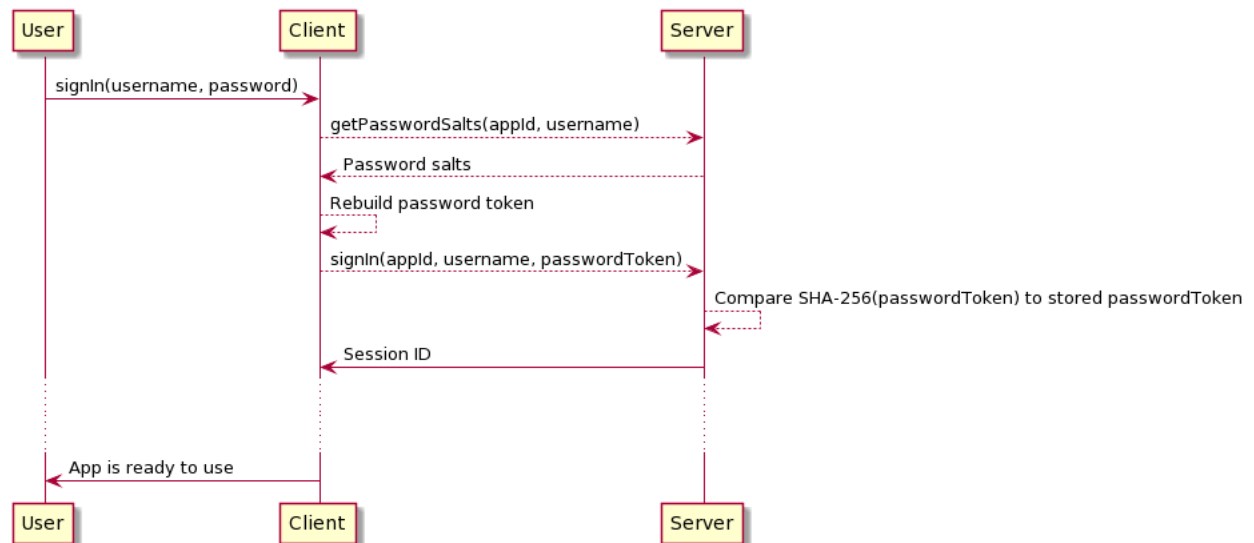 User Client Server
signIn(username, password)
getPasswordSalts(appId, username)
Password salts
Rebuild password token
signIn(appId, username, passwordToken)
Compare SHA-256(passwordToken) to stored passwordToken
Session ID
App is ready to use
User Client Server